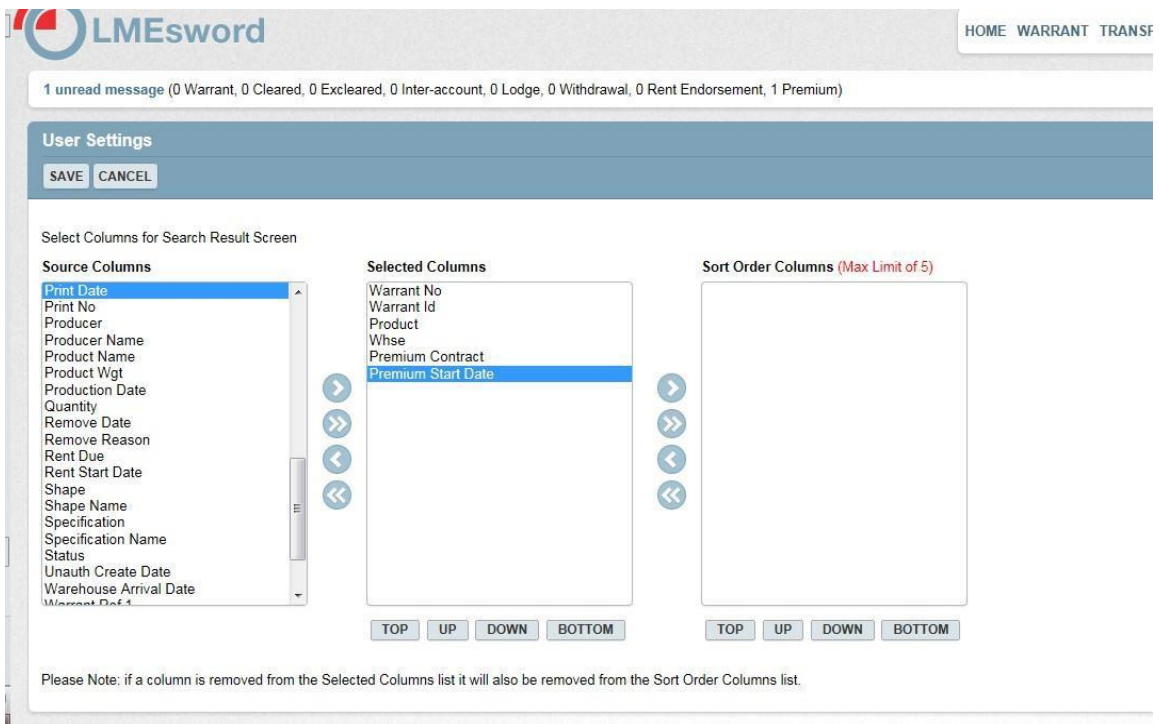 LMEsword
HOME WARRANT TRANSF
1 unread message (0 Warrant, 0 Cleared, 0 Excleared, 0 Inter-account, 0 Lodge, 0 Withdrawal, 0 Rent Endorsement, 1 Premium)
User Settings
SAVE CANCEL
Select Columns for Search Result Screen
Source Columns
Print Date
Print No
Producer
Producer Name
Product Name
Product Wgt
Production Date
Quantity
Remove Date
Remove Reason
Rent Due
Rent Start Date
Shape
Shape Name
Specification
Specification Name
Status
Unauth Create Date
Warehouse Arrival Date
Warrant Ref 1
Selected Columns
Warrant No
Warrant Id
Product
Whse
Premium Contract
Premium Start Date
TOP UP DOWN BOTTOM
Sort Order Columns (Max Limit of 5)
TOP UP DOWN BOTTOM
Please Note: if a column is removed from the Selected Columns list it will also be removed from the Sort Order Columns list.